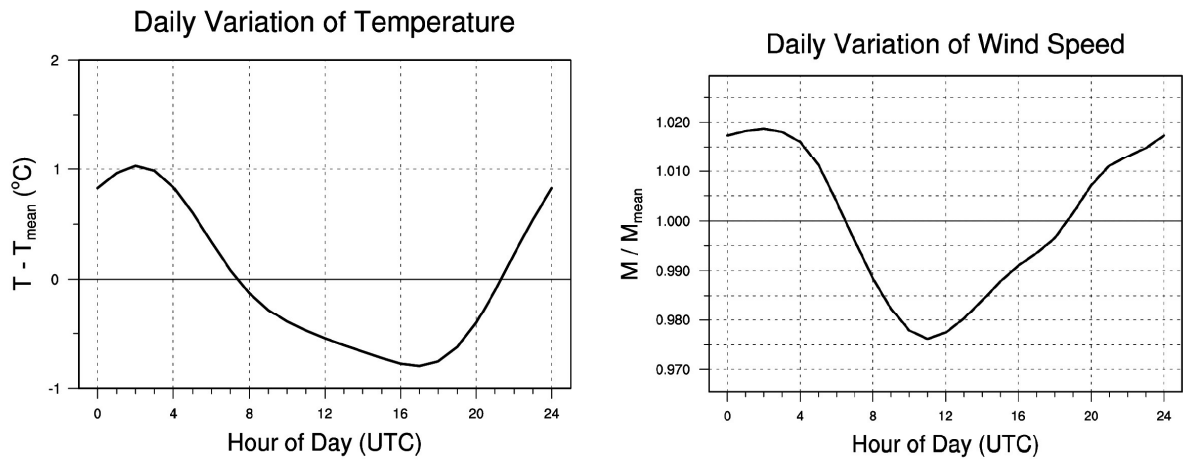 Daily Variation of Temperature
2
1
0
-1
T - Tmean (°C)
0 4 8 12 16 20 24
Hour of Day (UTC)
Daily Variation of Wind Speed
1.020
1.010
1.000
0.990
0.980
0.970
M / Mmean
0 4 8 12 16 20 24
Hour of Day (UTC)